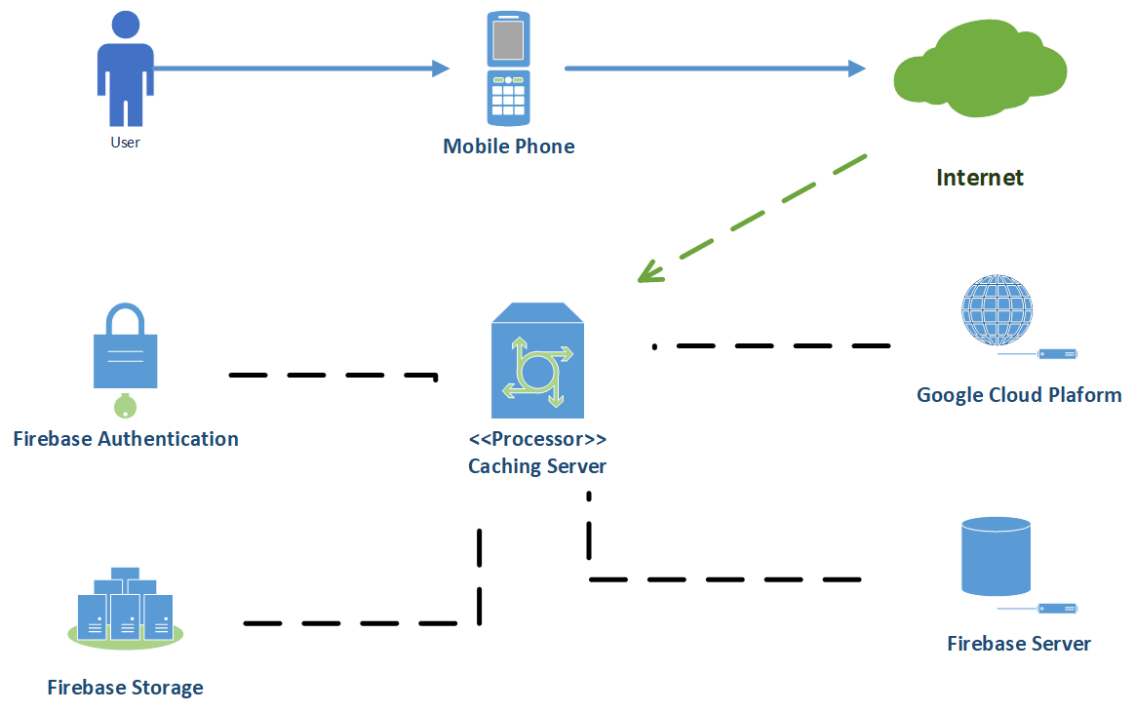 User
Mobile Phone
Internet
Google Cloud Plaform
Firebase Authentication
<<Processor>>
Caching Server
Firebase Server
Firebase Storage